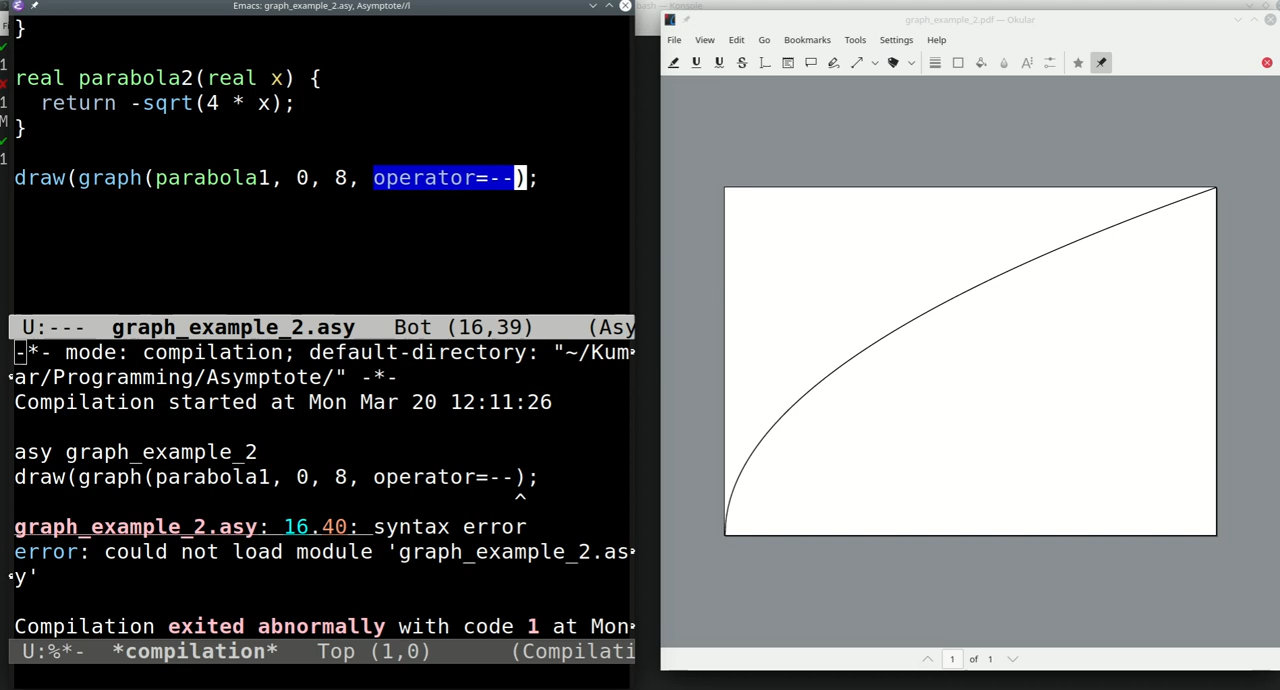 Emacs: graph_example_2.asy, Asymptote//l
bash — Konsole
}
real parabola2(real x) {
return -sqrt(4 * x);
}
draw(graph(parabola1, 0, 8, operator=--);
U:--- graph_example_2.asy Bot (16,39) (Asy
-*- mode: compilation; default-directory: "~/Kum
ar/Programming/Asymptote/" -*-
Compilation started at Mon Mar 20 12:11:26
asy graph_example_2
draw(graph(parabola1, 0, 8, operator=--);
^
graph_example_2.asy: 16.40: syntax error
error: could not load module 'graph_example_2.as
y'
Compilation exited abnormally with code 1 at Mon
U:%*- *compilation* Top (1,0) (Compilati
graph_example_2.pdf — Okular
File View Edit Go Bookmarks Tools Settings Help
1 of 1